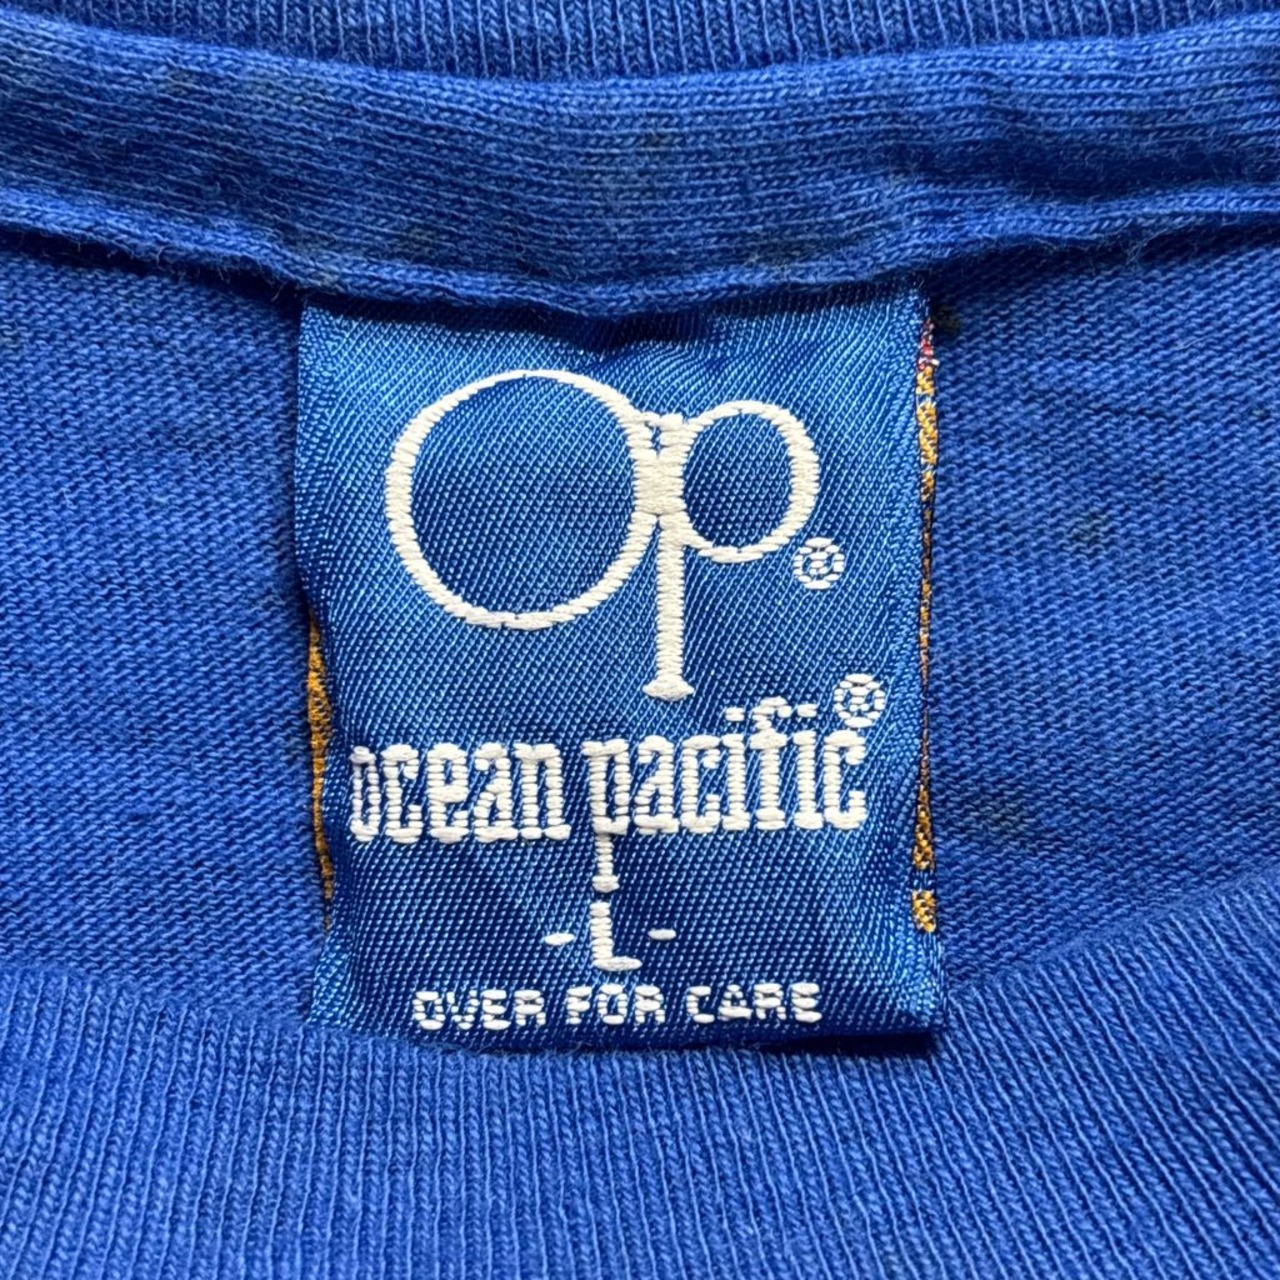 Op®
ocean pacific®
-L-
OVER FOR CARE